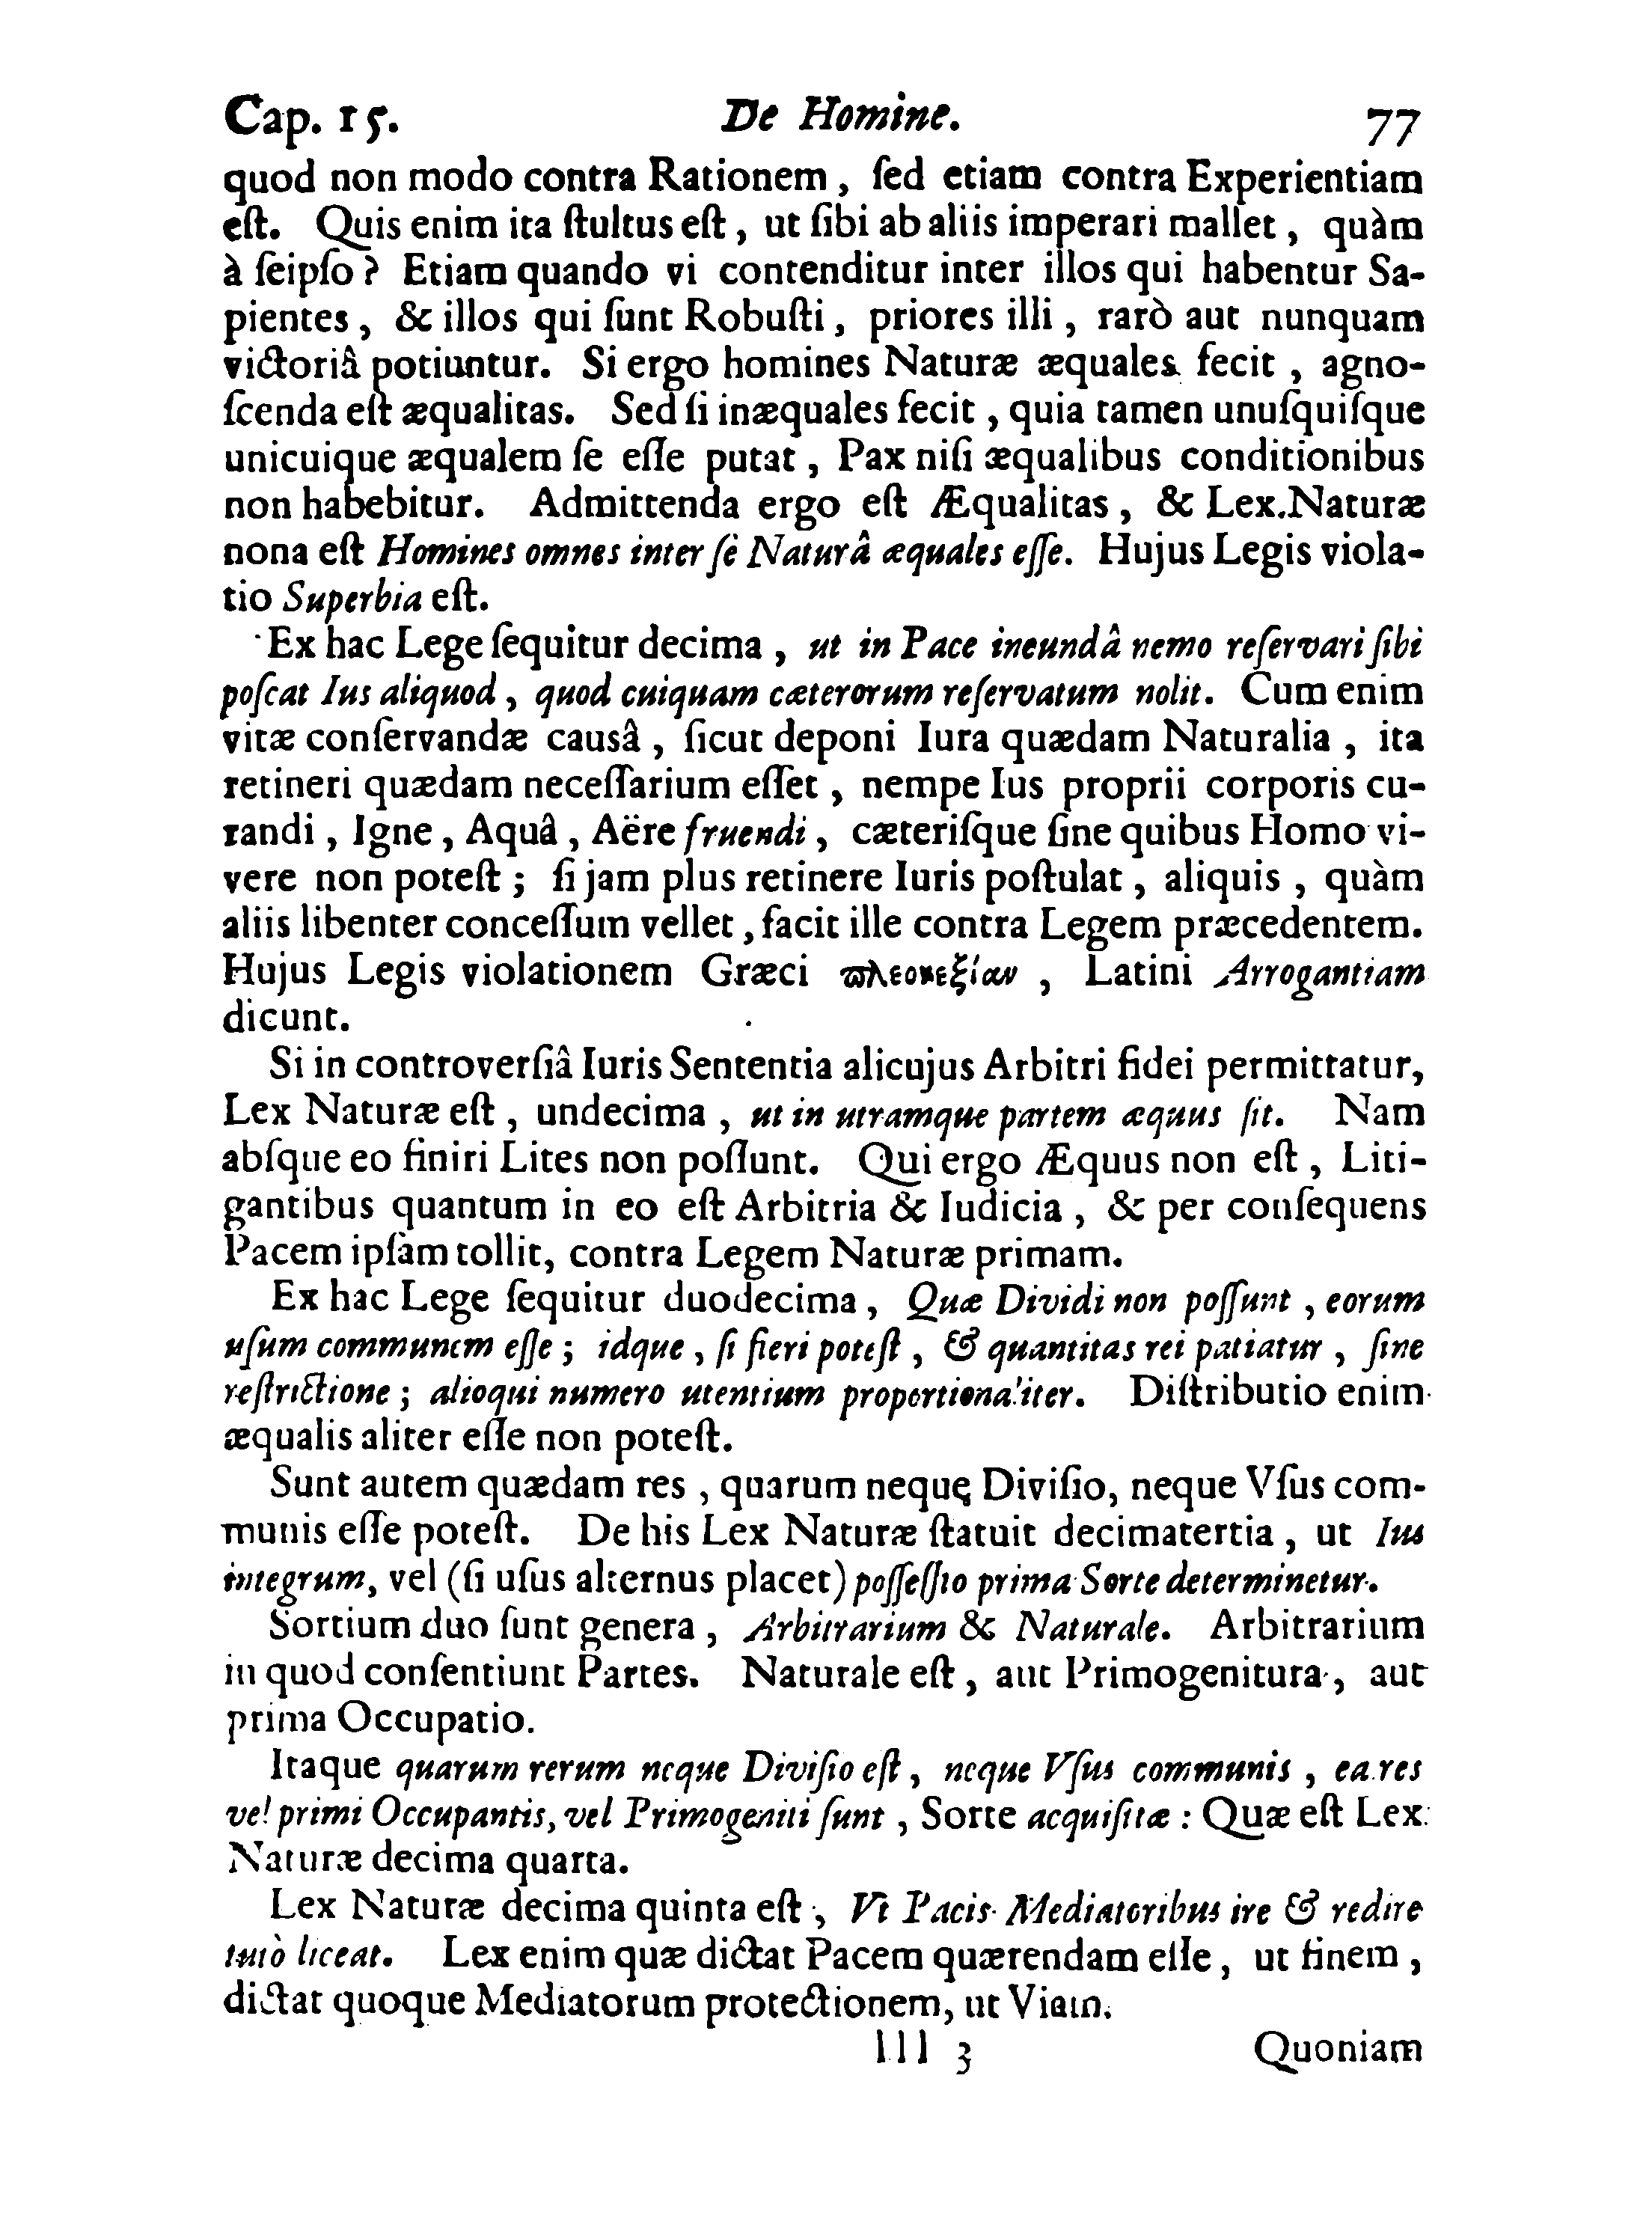 Cap. 15. De Homine. 77
quod non modo contra Rationem, ſed etiam contra Experientiam
eſt. Quis enim ita ſtultus eſt, ut ſibi ab aliis imperari mallet, quàm
à ſeipſo? Etiam quando vi contenditur inter illos qui habentur Sa-
pientes, & illos qui ſunt Robuſti, priores illi, rarò aut nunquam
victoriâ potiuntur. Si ergo homines Naturæ æquales fecit, agno-
ſcenda eſt æqualitas. Sed ſi inæquales fecit, quia tamen unuſquiſque
unicuique æqualem ſe eſſe putat, Pax niſi æqualibus conditionibus
non habebitur. Admittenda ergo eſt Æqualitas, & Lex Naturæ
nona eſt Homines omnes inter ſe Naturâ æquales eſſe. Hujus Legis viola-
tio Superbia eſt.
Ex hac Lege ſequitur decima, ut in Pace ineundâ nemo reſervari ſibi
poſcat Ius aliquod, quod cuiquam cæterorum reſervatum nolit. Cum enim
vitæ conſervandæ causâ, ſicut deponi Iura quædam Naturalia, ita
retineri quædam neceſſarium eſſet, nempe Ius proprii corporis cu-
randi, Igne, Aquâ, Aëre fruendi, cæteriſque ſine quibus Homo vi-
vere non poteſt; ſi jam plus retinere Iuris poſtulat, aliquis, quàm
aliis libenter conceſſum vellet, facit ille contra Legem præcedentem.
Hujus Legis violationem Græci ϖλεονεξίαν, Latini Arrogantiam
dicunt.
Si in controverſiâ Iuris Sententia alicujus Arbitri fidei permittatur,
Lex Naturæ eſt, undecima, ut in utramque partem æquus ſit. Nam
abſque eo finiri Lites non poſſunt. Qui ergo Æquus non eſt, Liti-
gantibus quantum in eo eſt Arbitria & Iudicia, & per conſequens
Pacem ipſam tollit, contra Legem Naturæ primam.
Ex hac Lege ſequitur duodecima, Quæ Dividi non poſſunt, eorum
uſum communem eſſe; idque, ſi fieri poteſt, & quantitas rei patiatur, ſine
reſtrictione; alioqui numero utentium proportionaliter. Diſtributio enim
æqualis aliter eſſe non poteſt.
Sunt autem quædam res, quarum neque Diviſio, neque Vſus com-
munis eſſe poteſt. De his Lex Naturæ ſtatuit decimatertia, ut Ius
integrum, vel (ſi uſus alternus placet) poſſeſſio prima Sorte determinetur.
Sortium duo ſunt genera, Arbitrarium & Naturale. Arbitrarium
in quod conſentiunt Partes. Naturale eſt, aut Primogenitura, aut
prima Occupatio.
Itaque quarum rerum neque Diviſio eſt, neque Vſus communis, ea res
vel primi Occupantis, vel Primogeniti ſunt, Sorte acquiſitæ: Quæ eſt Lex
Naturæ decima quarta.
Lex Naturæ decima quinta eſt, Vt Pacis Mediatoribus ire & redire
tutò liceat. Lex enim quæ dictat Pacem quærendam eſſe, ut finem,
dictat quoque Mediatorum protectionem, ut Viam.
lll 3 Quoniam